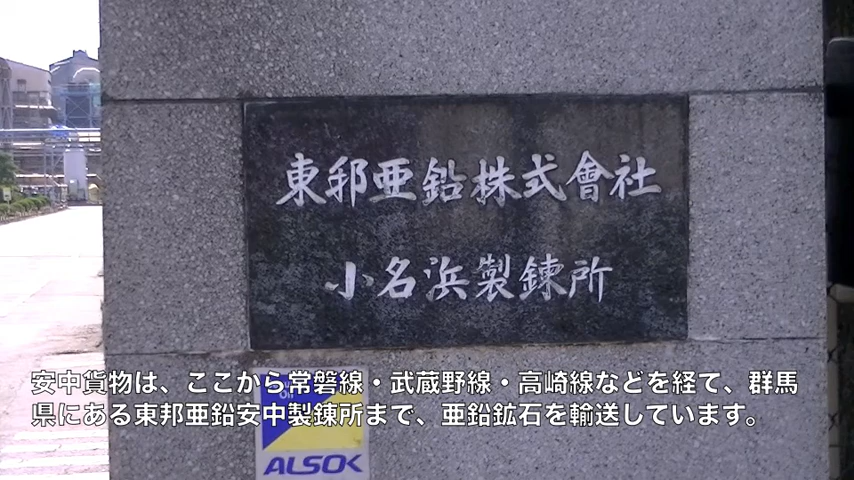 東邦亜鉛株式會社
小名浜製錬所
安中貨物は、ここから常磐線・武蔵野線・高崎線などを経て、群馬
県にある東邦亜鉛安中製錬所まで、亜鉛鉱石を輸送しています。
ALSOK